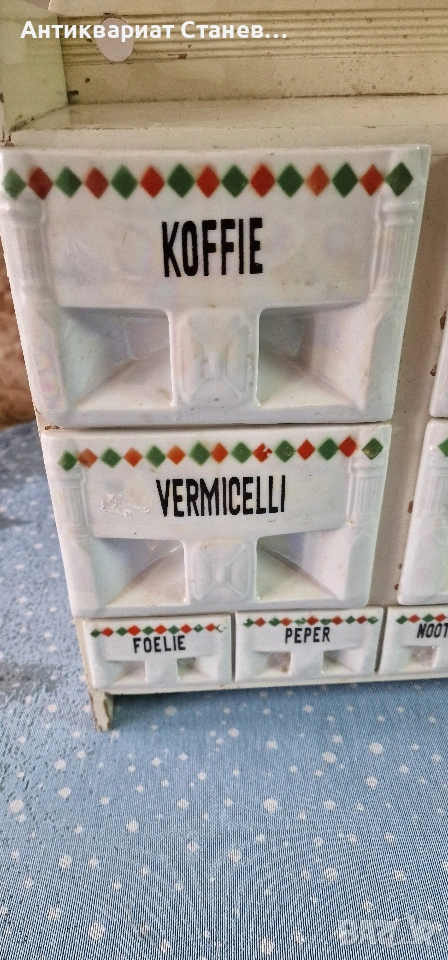 Антиквариат Станев...
KOFFIE
VERMICELLI
FOELIE
PEPER
NOOT